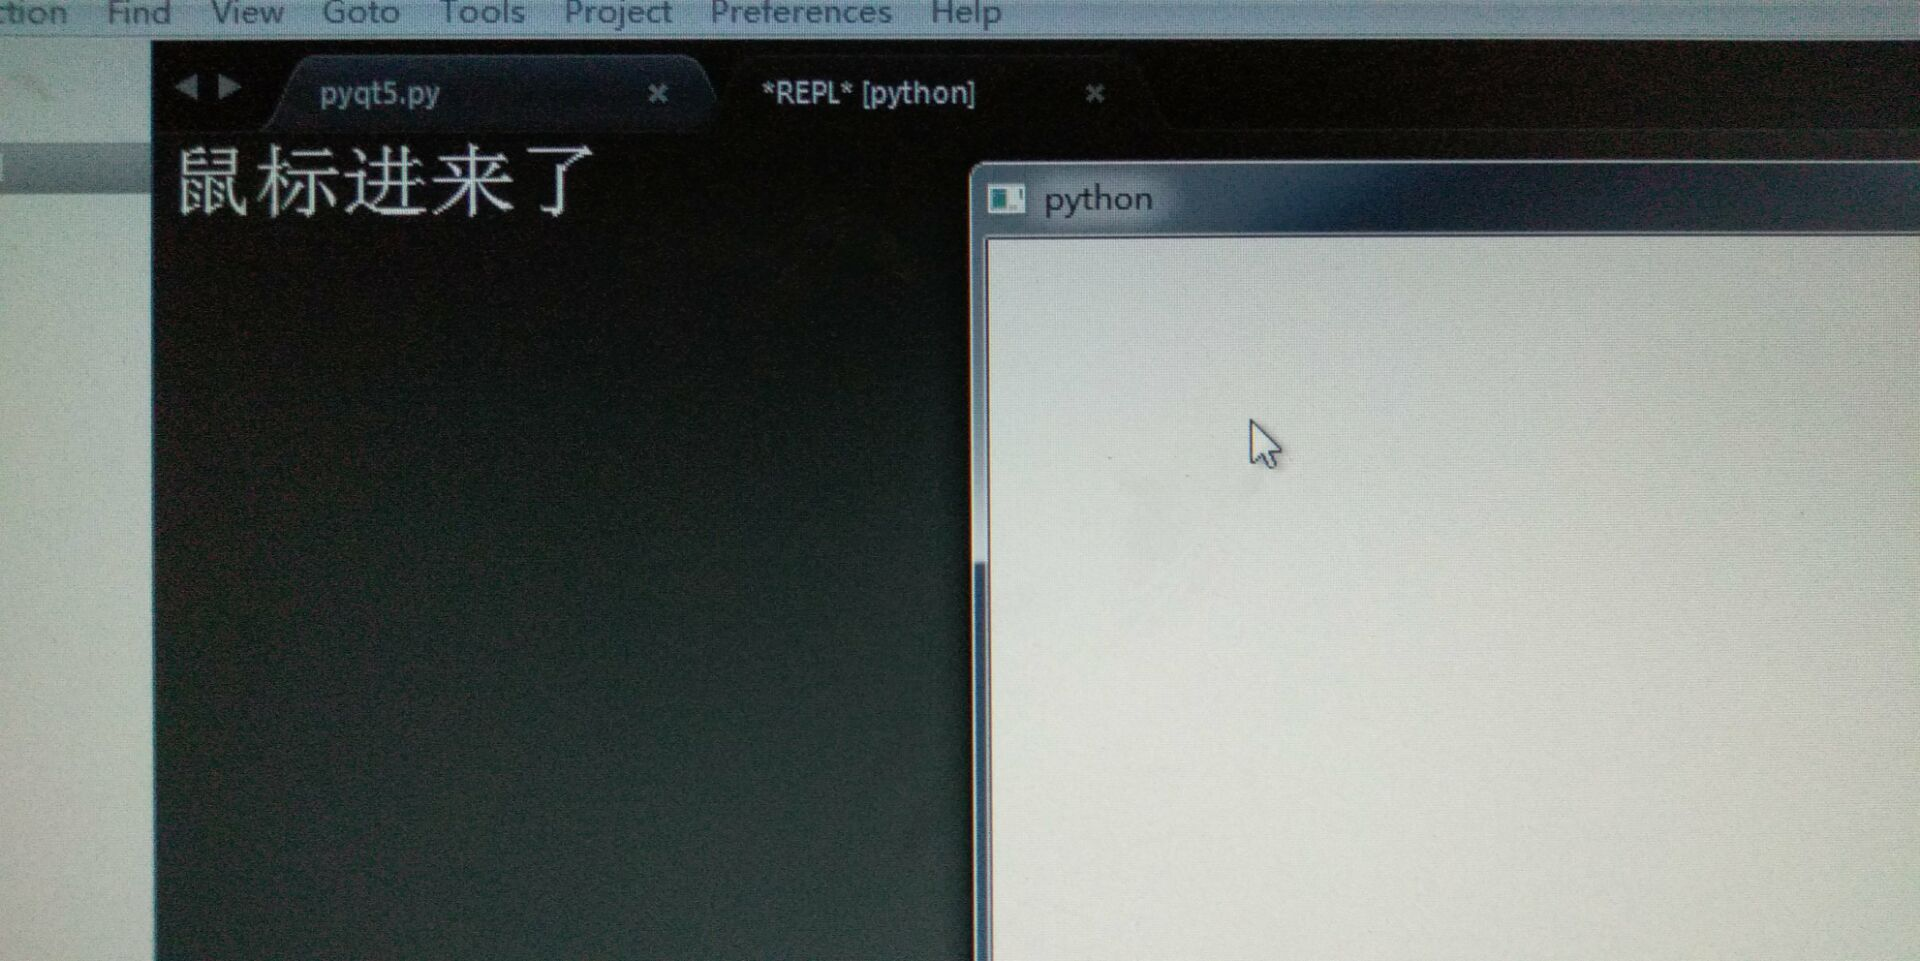 ction Find View Goto Tools Project Preferences Help
pyqt5.py *REPL* [python]
鼠标进来了
python